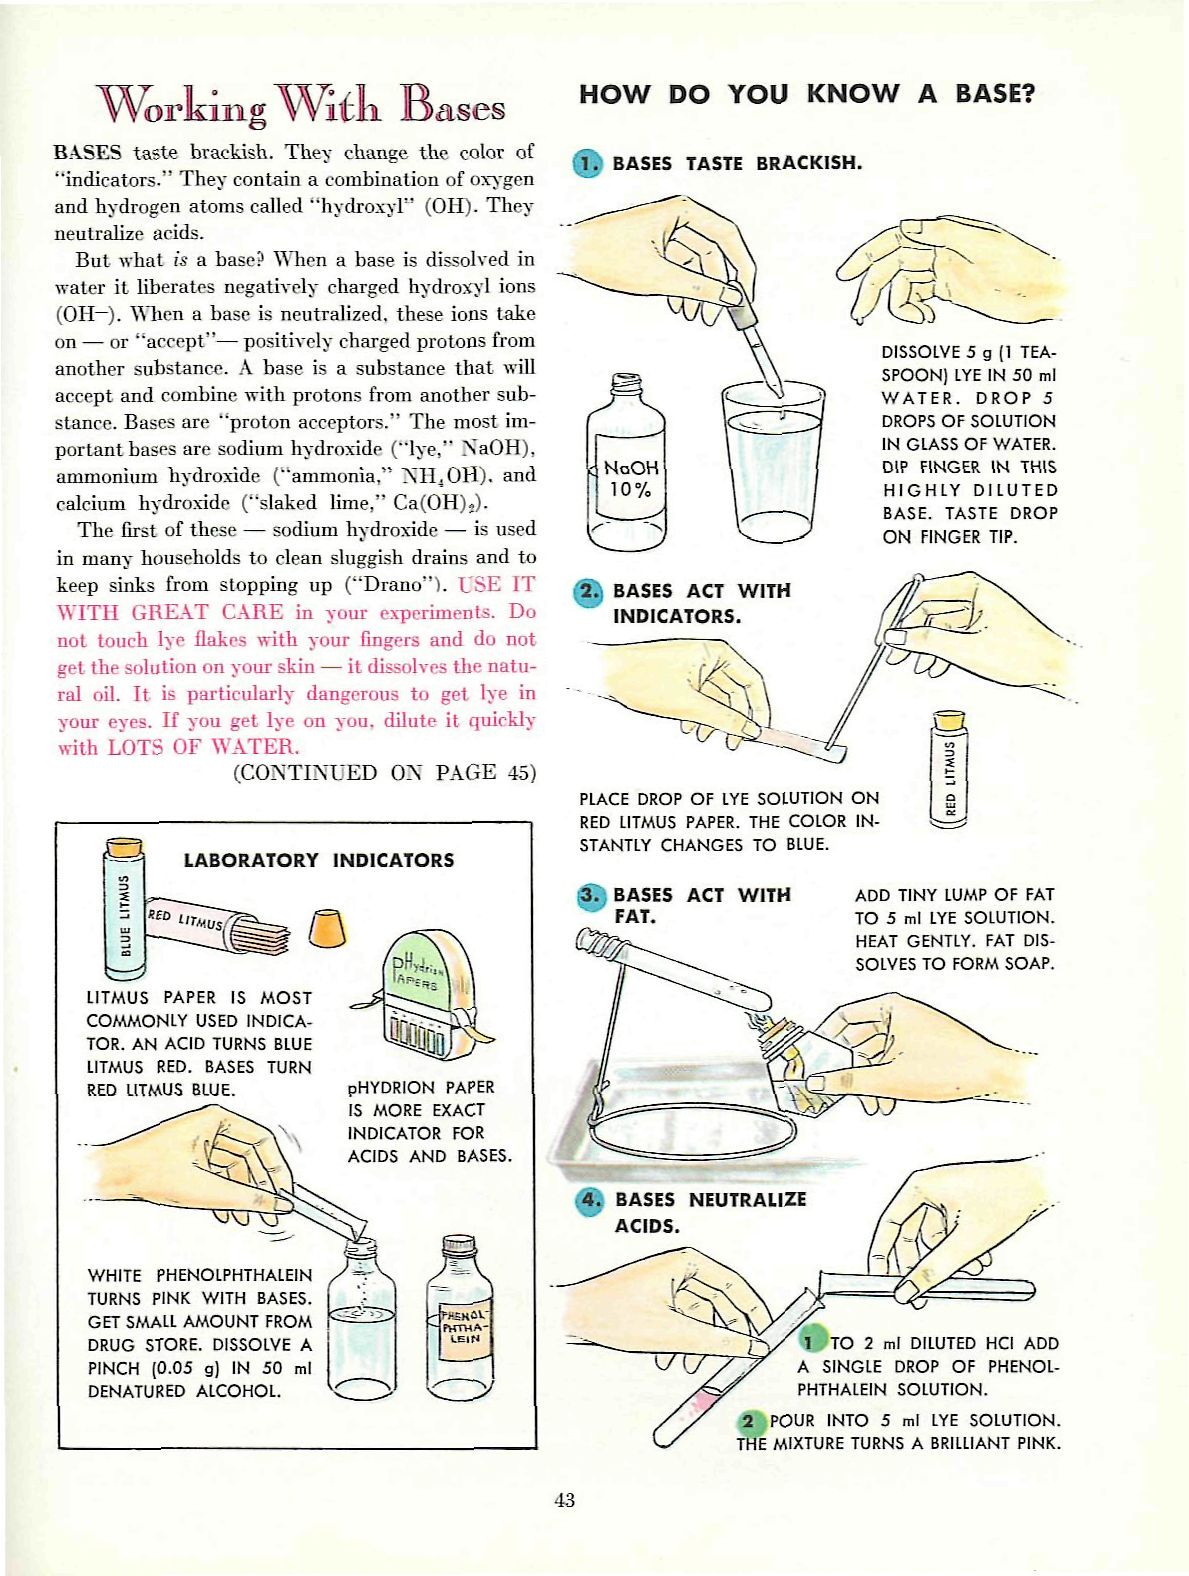 Working With Bases
BASES taste brackish. They change the color of
“indicators.” They contain a combination of oxygen
and hydrogen atoms called “hydroxyl” (OH). They
neutralize acids.
But what is a base? When a base is dissolved in
water it liberates negatively charged hydroxyl ions
(OH–). When a base is neutralized, these ions take
on — or “accept”— positively charged protons from
another substance. A base is a substance that will
accept and combine with protons from another sub-
stance. Bases are “proton acceptors.” The most im-
portant bases are sodium hydroxide (“lye,” NaOH),
ammonium hydroxide (“ammonia,” NH₄OH), and
calcium hydroxide (“slaked lime,” Ca(OH)₂).
The first of these — sodium hydroxide — is used
in many households to clean sluggish drains and to
keep sinks from stopping up (“Drano”). USE IT
WITH GREAT CARE in your experiments. Do
not touch lye flakes with your fingers and do not
get the solution on your skin — it dissolves the natu-
ral oil. It is particularly dangerous to get lye in
your eyes. If you get lye on you, dilute it quickly
with LOTS OF WATER.
(CONTINUED ON PAGE 45)
LABORATORY INDICATORS
BLUE LITMUS
RED LITMUS
LITMUS PAPER IS MOST
COMMONLY USED INDICA-
TOR. AN ACID TURNS BLUE
LITMUS RED. BASES TURN
RED LITMUS BLUE.
pHydrion
PAPERS
pHYDRION PAPER
IS MORE EXACT
INDICATOR FOR
ACIDS AND BASES.
WHITE PHENOLPHTHALEIN
TURNS PINK WITH BASES.
GET SMALL AMOUNT FROM
DRUG STORE. DISSOLVE A
PINCH (0.05 g) IN 50 ml
DENATURED ALCOHOL.
PHENOL-
PHTHA-
LEIN
HOW DO YOU KNOW A BASE?
1. BASES TASTE BRACKISH.
NaOH
10%
DISSOLVE 5 g (1 TEA-
SPOON) LYE IN 50 ml
WATER. DROP 5
DROPS OF SOLUTION
IN GLASS OF WATER.
DIP FINGER IN THIS
HIGHLY DILUTED
BASE. TASTE DROP
ON FINGER TIP.
2. BASES ACT WITH
INDICATORS.
RED LITMUS
PLACE DROP OF LYE SOLUTION ON
RED LITMUS PAPER. THE COLOR IN-
STANTLY CHANGES TO BLUE.
3. BASES ACT WITH
FAT.
ADD TINY LUMP OF FAT
TO 5 ml LYE SOLUTION.
HEAT GENTLY. FAT DIS-
SOLVES TO FORM SOAP.
4. BASES NEUTRALIZE
ACIDS.
1 TO 2 ml DILUTED HCl ADD
A SINGLE DROP OF PHENOL-
PHTHALEIN SOLUTION.
2 POUR INTO 5 ml LYE SOLUTION.
THE MIXTURE TURNS A BRILLIANT PINK.
43